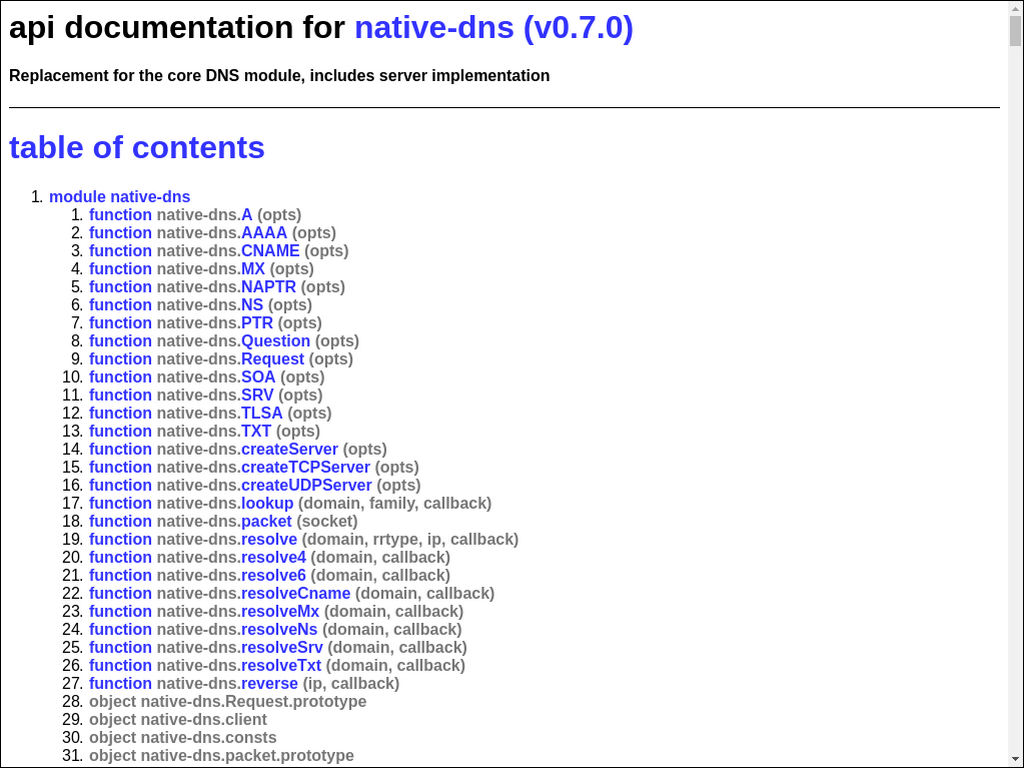 api documentation for native-dns (v0.7.0)
Replacement for the core DNS module, includes server implementation
table of contents
1. module native-dns
1. function native-dns.A (opts)
2. function native-dns.AAAA (opts)
3. function native-dns.CNAME (opts)
4. function native-dns.MX (opts)
5. function native-dns.NAPTR (opts)
6. function native-dns.NS (opts)
7. function native-dns.PTR (opts)
8. function native-dns.Question (opts)
9. function native-dns.Request (opts)
10. function native-dns.SOA (opts)
11. function native-dns.SRV (opts)
12. function native-dns.TLSA (opts)
13. function native-dns.TXT (opts)
14. function native-dns.createServer (opts)
15. function native-dns.createTCPServer (opts)
16. function native-dns.createUDPServer (opts)
17. function native-dns.lookup (domain, family, callback)
18. function native-dns.packet (socket)
19. function native-dns.resolve (domain, rrtype, ip, callback)
20. function native-dns.resolve4 (domain, callback)
21. function native-dns.resolve6 (domain, callback)
22. function native-dns.resolveCname (domain, callback)
23. function native-dns.resolveMx (domain, callback)
24. function native-dns.resolveNs (domain, callback)
25. function native-dns.resolveSrv (domain, callback)
26. function native-dns.resolveTxt (domain, callback)
27. function native-dns.reverse (ip, callback)
28. object native-dns.Request.prototype
29. object native-dns.client
30. object native-dns.consts
31. object native-dns.packet.prototype